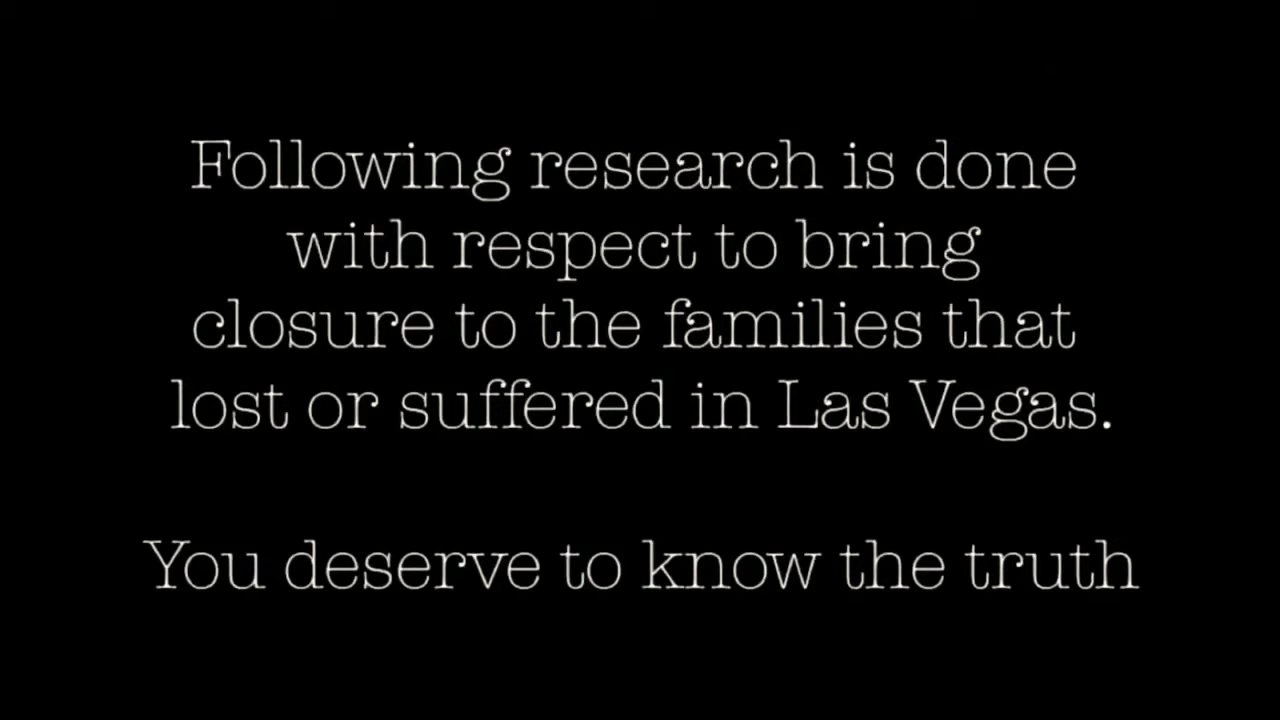 Following research is done
with respect to bring
closure to the families that
lost or suffered in Las Vegas.
You deserve to know the truth